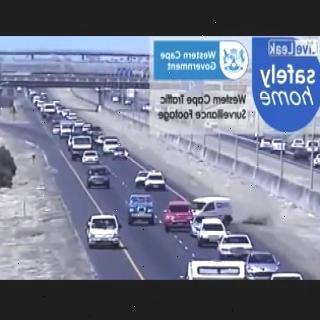 LiveLeak
Western Cape
Government
safely
home
Western Cape Traffic
Surveillance Footage